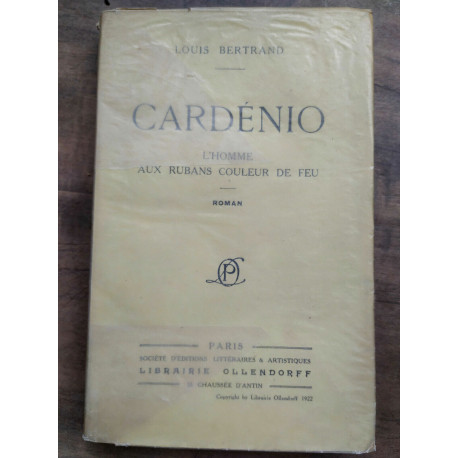 LOUIS BERTRAND
CARDÉNIO
L'HOMME
AUX RUBANS COULEUR DE FEU
ROMAN
PARIS
SOCIÉTÉ D'ÉDITIONS LITTÉRAIRES & ARTISTIQUES
LIBRAIRIE OLLENDORFF
CHAUSSÉE D'ANTIN
Copyright by Librairie Ollendorff 1922